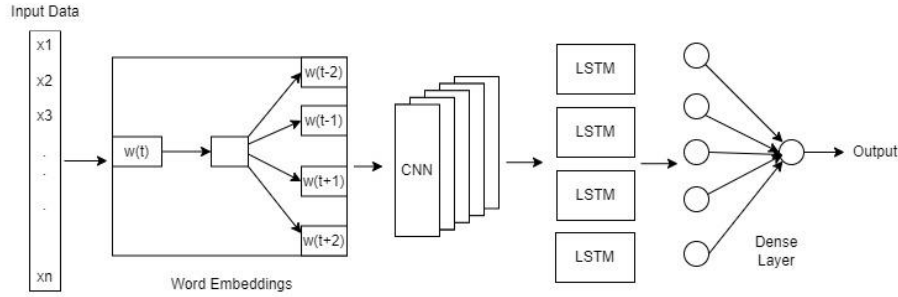 Input Data
x1
x2
x3
.
.
.
xn
w(t)
w(t-2)
w(t-1)
w(t+1)
w(t+2)
Word Embeddings
CNN
LSTM
LSTM
LSTM
LSTM
Dense
Layer
Output